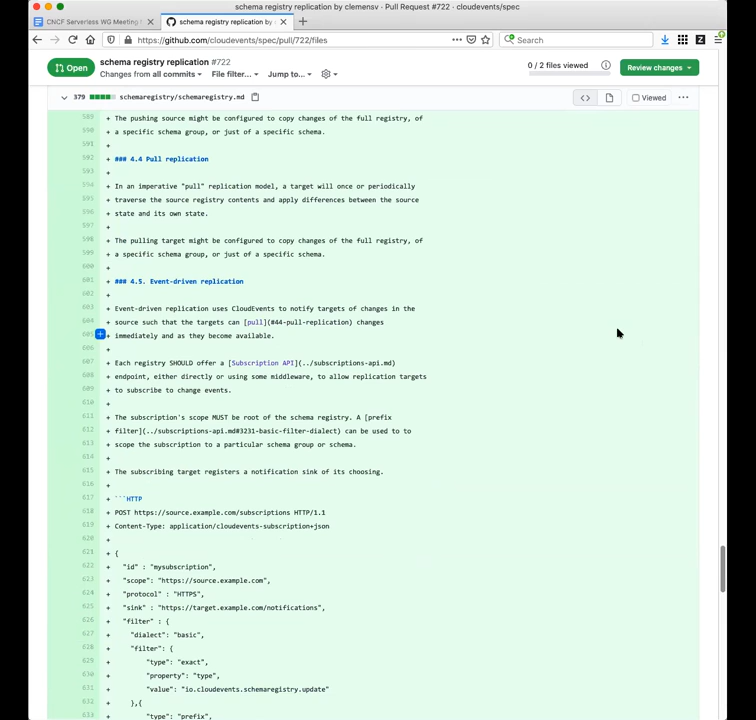 schema registry replication by clemensv · Pull Request #722 · cloudevents/spec
CNCF Serverless WG Meeting
schema registry replication by
https://github.com/cloudevents/spec/pull/722/files
Search
Open
schema registry replication #722
Changes from all commits
File filter...
Jump to...
0 / 2 files viewed
Review changes
379
schemaregistry/schemaregistry.md
Viewed
589 + The pushing source might be configured to copy changes of the full registry, of
590 + a specific schema group, or just of a specific schema.
591 +
592 + ### 4.4 Pull replication
593 +
594 + In an imperative "pull" replication model, a target will once or periodically
595 + traverse the source registry contents and apply differences between the source
596 + state and its own state.
597 +
598 + The pulling target might be configured to copy changes of the full registry, of
599 + a specific schema group, or just of a specific schema.
600 +
601 + ### 4.5. Event-driven replication
602 +
603 + Event-driven replication uses CloudEvents to notify targets of changes in the
604 + source such that the targets can [pull](#44-pull-replication) changes
605 + immediately and as they become available.
606 +
607 + Each registry SHOULD offer a [Subscription API](../subscriptions-api.md)
608 + endpoint, either directly or using some middleware, to allow replication targets
609 + to subscribe to change events.
610 +
611 + The subscription's scope MUST be root of the schema registry. A [prefix
612 + filter](../subscriptions-api.md#3231-basic-filter-dialect) can be used to to
613 + scope the subscription to a particular schema group or schema.
614 +
615 + The subscribing target registers a notification sink of its choosing.
616 +
617 + ```HTTP
618 + POST https://source.example.com/subscriptions HTTP/1.1
619 + Content-Type: application/cloudevents-subscription+json
620 +
621 + {
622 + "id" : "mysubscription",
623 + "scope": "https://source.example.com",
624 + "protocol" : "HTTPS",
625 + "sink" : "https://target.example.com/notifications",
626 + "filter" : {
627 + "dialect": "basic",
628 + "filter": {
629 + "type": "exact",
630 + "property": "type",
631 + "value": "io.cloudevents.schemaregistry.update"
632 + },{
633 + "type": "prefix",